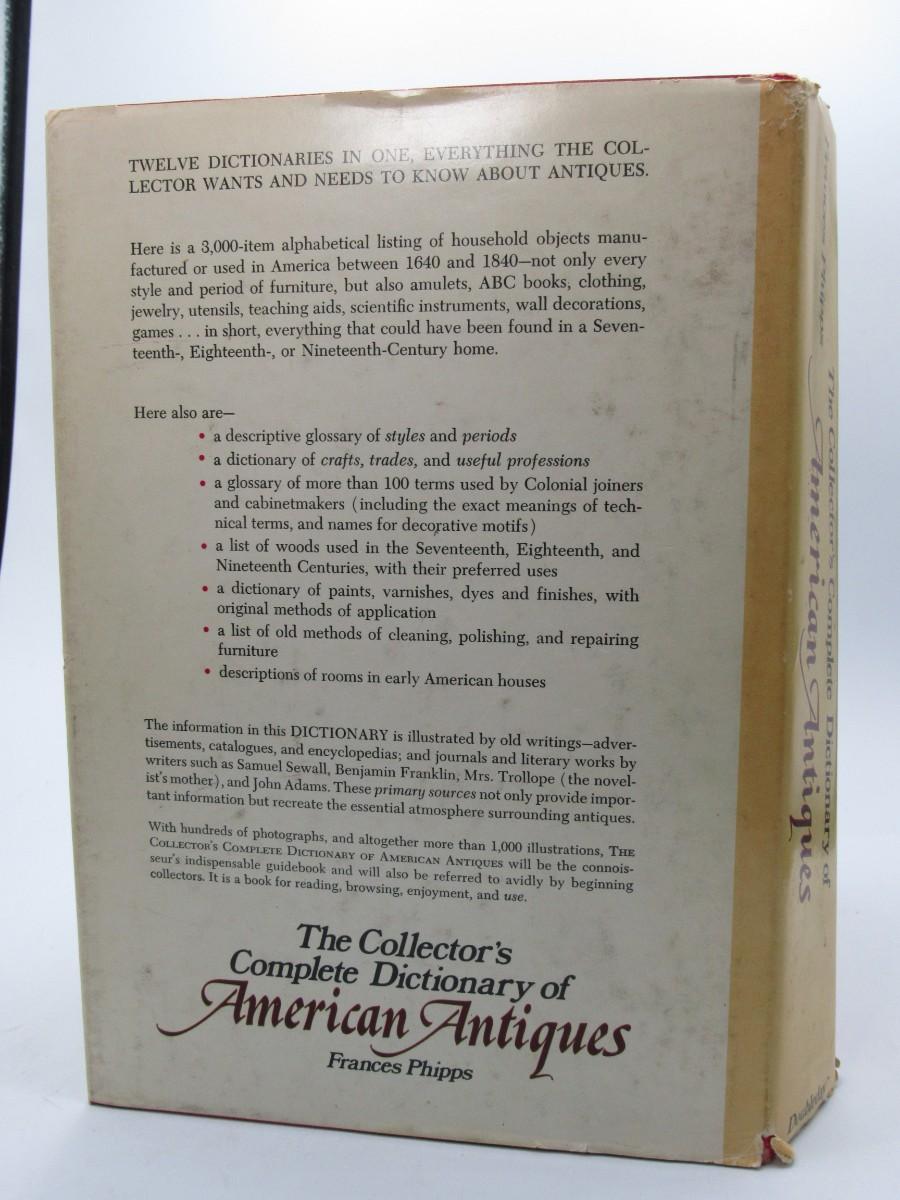 TWELVE DICTIONARIES IN ONE, EVERYTHING THE COL-
LECTOR WANTS AND NEEDS TO KNOW ABOUT ANTIQUES.
Here is a 3,000-item alphabetical listing of household objects manu-
factured or used in America between 1640 and 1840—not only every
style and period of furniture, but also amulets, ABC books, clothing,
jewelry, utensils, teaching aids, scientific instruments, wall decorations,
games . . . in short, everything that could have been found in a Seven-
teenth-, Eighteenth-, or Nineteenth-Century home.
Here also are—
• a descriptive glossary of styles and periods
• a dictionary of crafts, trades, and useful professions
• a glossary of more than 100 terms used by Colonial joiners
and cabinetmakers (including the exact meanings of tech-
nical terms, and names for decorative motifs)
• a list of woods used in the Seventeenth, Eighteenth, and
Nineteenth Centuries, with their preferred uses
• a dictionary of paints, varnishes, dyes and finishes, with
original methods of application
• a list of old methods of cleaning, polishing, and repairing
furniture
• descriptions of rooms in early American houses
The information in this DICTIONARY is illustrated by old writings—adver-
tisements, catalogues, and encyclopedias; and journals and literary works by
writers such as Samuel Sewall, Benjamin Franklin, Mrs. Trollope (the novel-
ist's mother), and John Adams. These primary sources not only provide impor-
tant information but recreate the essential atmosphere surrounding antiques.
With hundreds of photographs, and altogether more than 1,000 illustrations, THE
COLLECTOR'S COMPLETE DICTIONARY OF AMERICAN ANTIQUES will be the connois-
seur's indispensable guidebook and will also be referred to avidly by beginning
collectors. It is a book for reading, browsing, enjoyment, and use.
The Collector's
Complete Dictionary of
American Antiques
Frances Phipps
Frances Phipps
The Collector's Complete Dictionary of
American Antiques
Doubleday